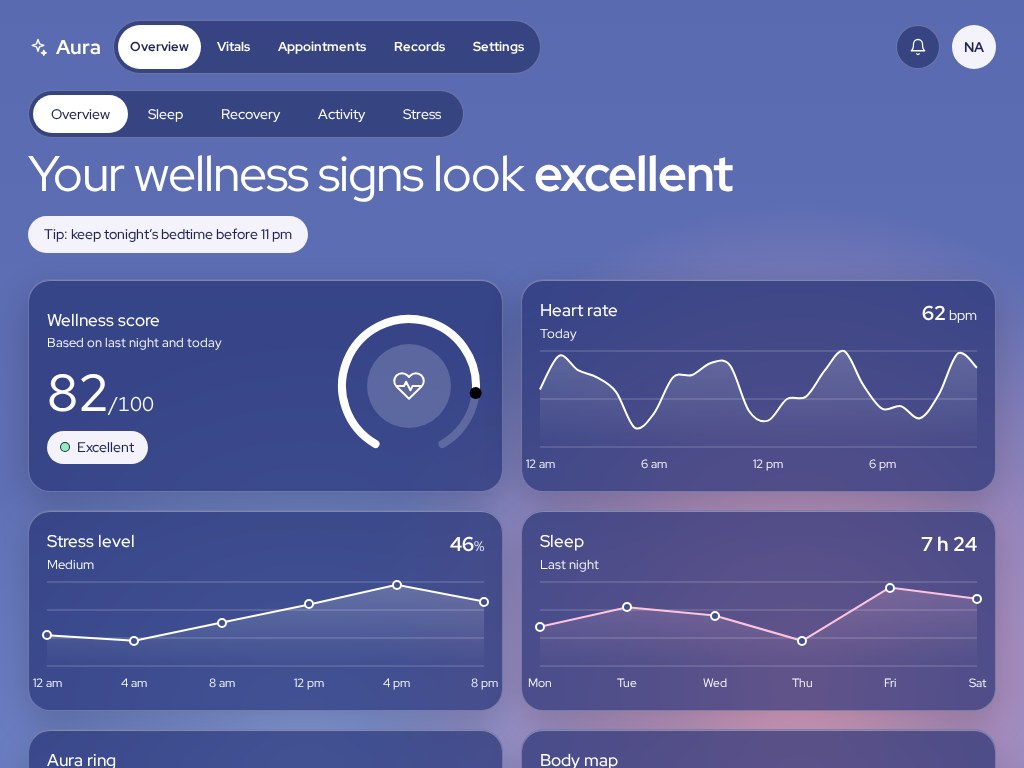 Aura
Overview Vitals Appointments Records Settings
NA
Overview Sleep Recovery Activity Stress
Your wellness signs look excellent
Tip: keep tonight's bedtime before 11 pm
Wellness score
Based on last night and today
82/100
Excellent
Heart rate
Today
62 bpm
12 am 6 am 12 pm 6 pm
Stress level
Medium
46%
12 am 4 am 8 am 12 pm 4 pm 8 pm
Sleep
Last night
7 h 24
Mon Tue Wed Thu Fri Sat
Aura ring
Body map